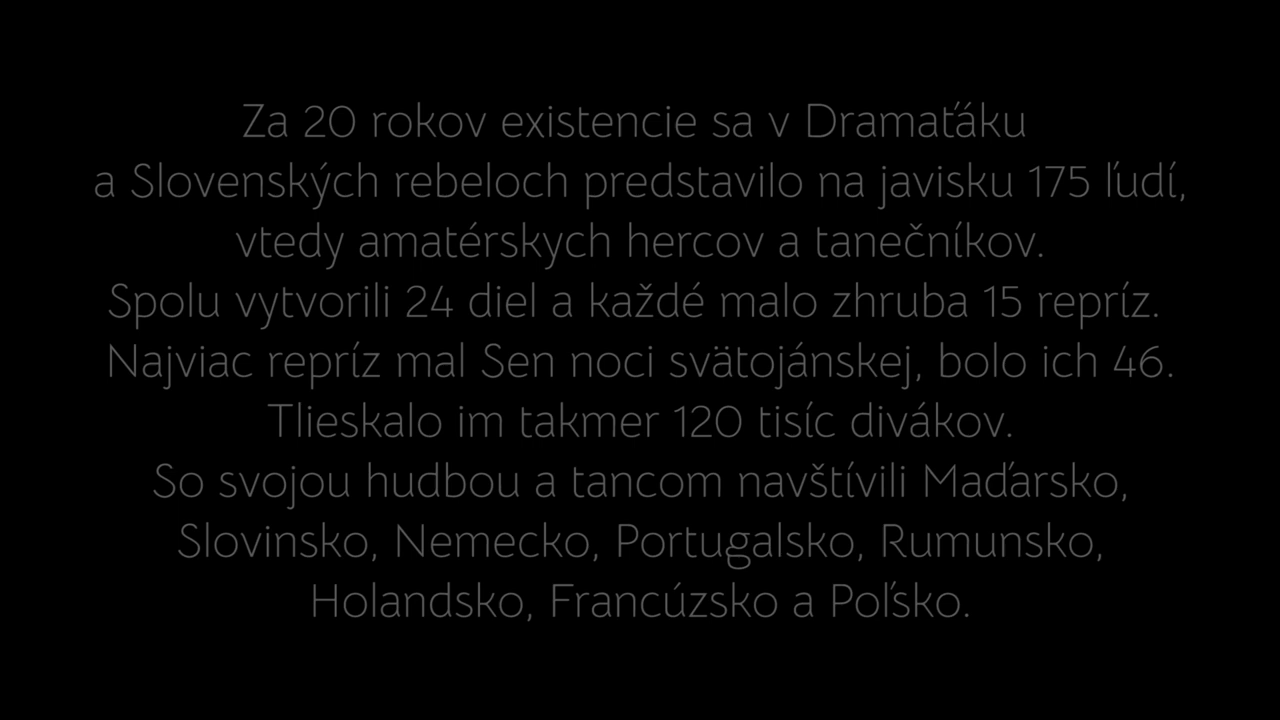 Za 20 rokov existencie sa v Dramaťáku
a Slovenských rebeloch predstavilo na javisku 175 ľudí,
vtedy amatérskych hercov a tanečníkov.
Spolu vytvorili 24 diel a každé malo zhruba 15 repríz.
Najviac repríz mal Sen noci svätojánskej, bolo ich 46.
Tlieskalo im takmer 120 tisíc divákov.
So svojou hudbou a tancom navštívili Maďarsko,
Slovinsko, Nemecko, Portugalsko, Rumunsko,
Holandsko, Francúzsko a Poľsko.